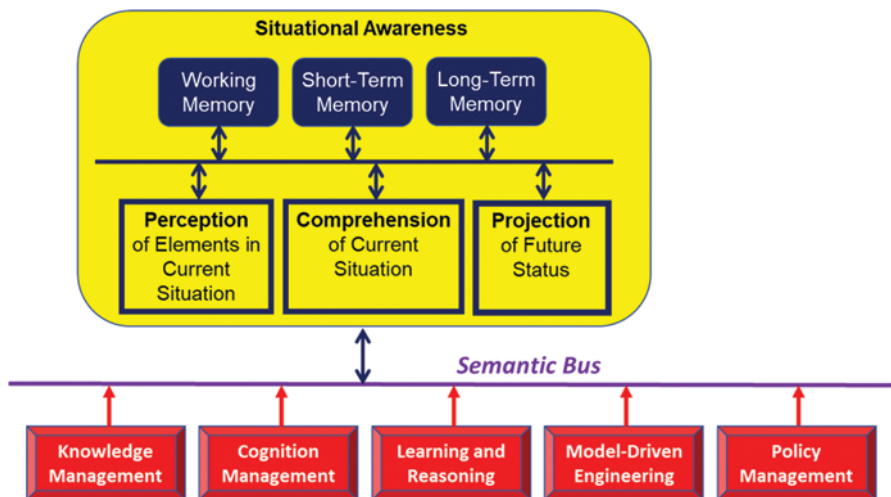 Situational Awareness
Working
Memory
Short-Term
Memory
Long-Term
Memory
Perception
of Elements in
Current
Situation
Comprehension
of Current
Situation
Projection
of Future
Status
Semantic Bus
Knowledge
Management
Cognition
Management
Learning and
Reasoning
Model-Driven
Engineering
Policy
Management